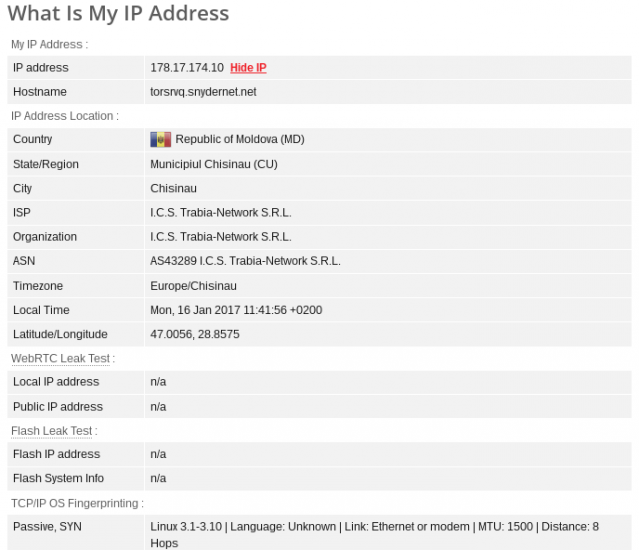 What Is My IP Address
My IP Address :
IP address 178.17.174.10 Hide IP
Hostname torsrvq.snydernet.net
IP Address Location :
Country Republic of Moldova (MD)
State/Region Municipiul Chisinau (CU)
City Chisinau
ISP I.C.S. Trabia-Network S.R.L.
Organization I.C.S. Trabia-Network S.R.L.
ASN AS43289 I.C.S. Trabia-Network S.R.L.
Timezone Europe/Chisinau
Local Time Mon, 16 Jan 2017 11:41:56 +0200
Latitude/Longitude 47.0056, 28.8575
WebRTC Leak Test :
Local IP address n/a
Public IP address n/a
Flash Leak Test :
Flash IP address n/a
Flash System Info n/a
TCP/IP OS Fingerprinting :
Passive, SYN Linux 3.1-3.10 | Language: Unknown | Link: Ethernet or modem | MTU: 1500 | Distance: 8
Hops